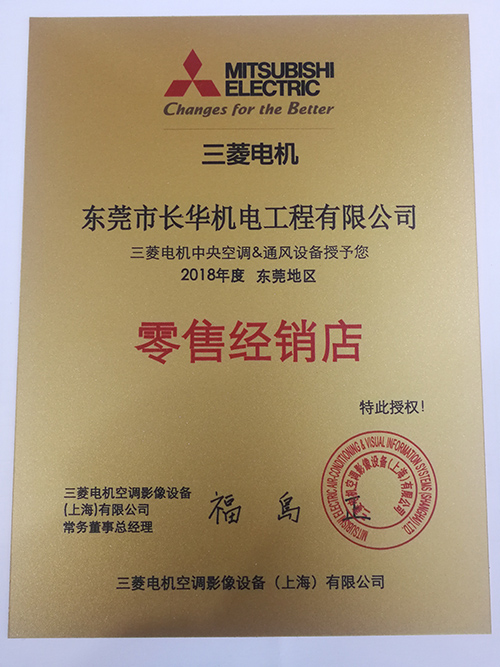 MITSUBISHI
ELECTRIC
Changes for the Better
三菱电机
东莞市长华机电工程有限公司
三菱电机中央空调&通风设备授予您
2018年度 东莞地区
零售经销店
特此授权!
三菱电机空调影像设备
(上海)有限公司
常务董事总经理
福島 正
MITSUBISHI ELECTRIC AIR-CONDITIONING & VISUAL INFORMATION SYSTEMS (SHANGHAI) LTD.
三菱电机空调影像设备(上海)有限公司
三菱电机空调影像设备(上海)有限公司